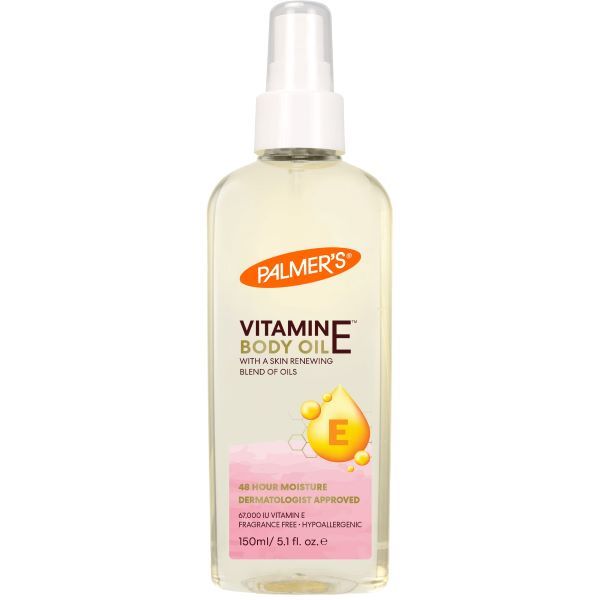 PALMER'S®
VITAMIN E™
BODY OIL
WITH A SKIN RENEWING
BLEND OF OILS
E
48 HOUR MOISTURE
DERMATOLOGIST APPROVED
67,000 IU VITAMIN E
FRAGRANCE FREE • HYPOALLERGENIC
150ml/ 5.1 fl. oz.℮